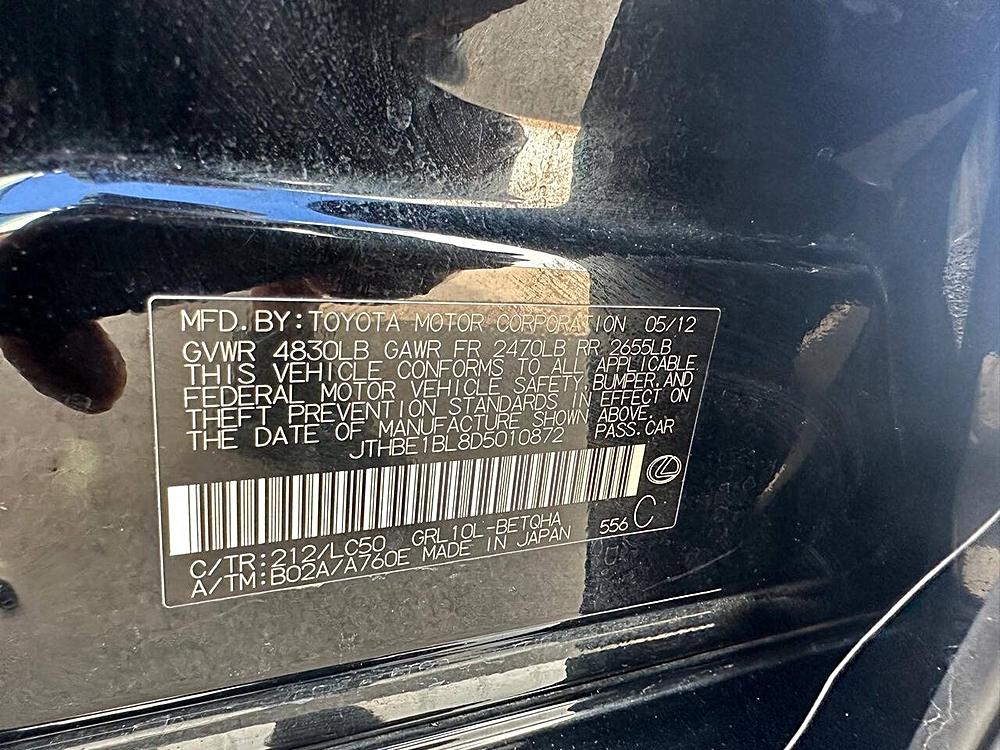 MFD. BY: TOYOTA MOTOR CORPORATION 05/12
GVWR 4830LB GAWR FR 2470LB RR 2655LB
THIS VEHICLE CONFORMS TO ALL APPLICABLE
FEDERAL MOTOR VEHICLE SAFETY, BUMPER, AND
THEFT PREVENTION STANDARDS IN EFFECT ON
THE DATE OF MANUFACTURE SHOWN ABOVE.
JTHBE1BL8D5010872 PASS. CAR
C/TR: 212/LC50 GRL10L-BETQHA 556 C
A/TM: B02A/A760E MADE IN JAPAN